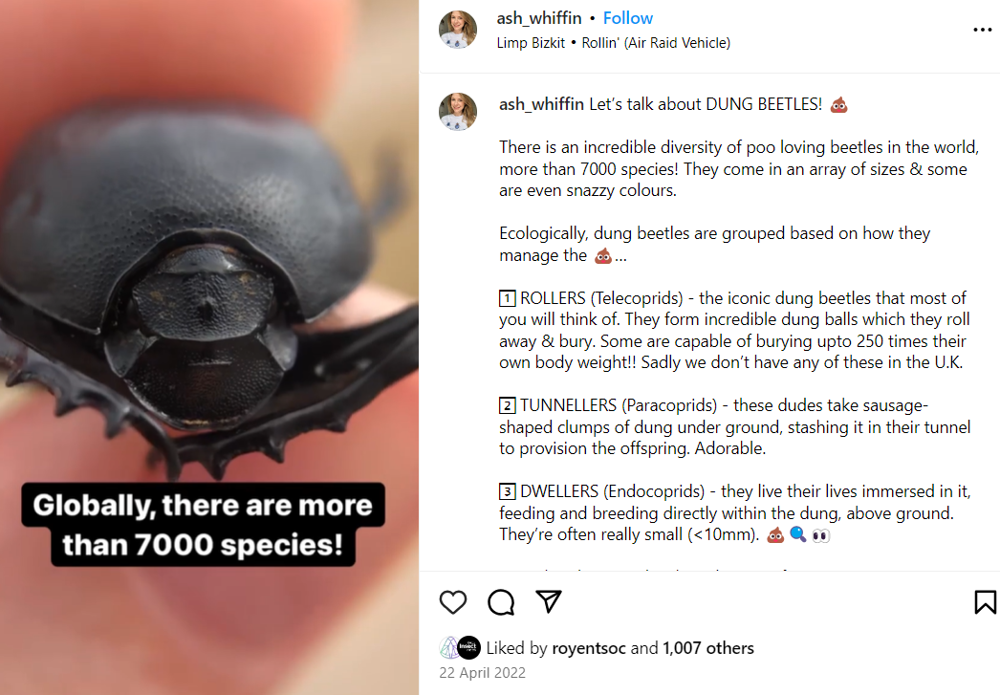 Globally, there are more
than 7000 species!
ash_whiffin • Follow
Limp Bizkit • Rollin' (Air Raid Vehicle)
ash_whiffin Let's talk about DUNG BEETLES! 💩
There is an incredible diversity of poo loving beetles in the world,
more than 7000 species! They come in an array of sizes & some
are even snazzy colours.
Ecologically, dung beetles are grouped based on how they
manage the 💩...
1️⃣ ROLLERS (Telecoprids) - the iconic dung beetles that most of
you will think of. They form incredible dung balls which they roll
away & bury. Some are capable of burying upto 250 times their
own body weight!! Sadly we don't have any of these in the U.K.
2️⃣ TUNNELLERS (Paracoprids) - these dudes take sausage-
shaped clumps of dung under ground, stashing it in their tunnel
to provision the offspring. Adorable.
3️⃣ DWELLERS (Endocoprids) - they live their lives immersed in it,
feeding and breeding directly within the dung, above ground.
They're often really small (<10mm). 💩🔍👀
Insect
Liked by royentsoc and 1,007 others
22 April 2022